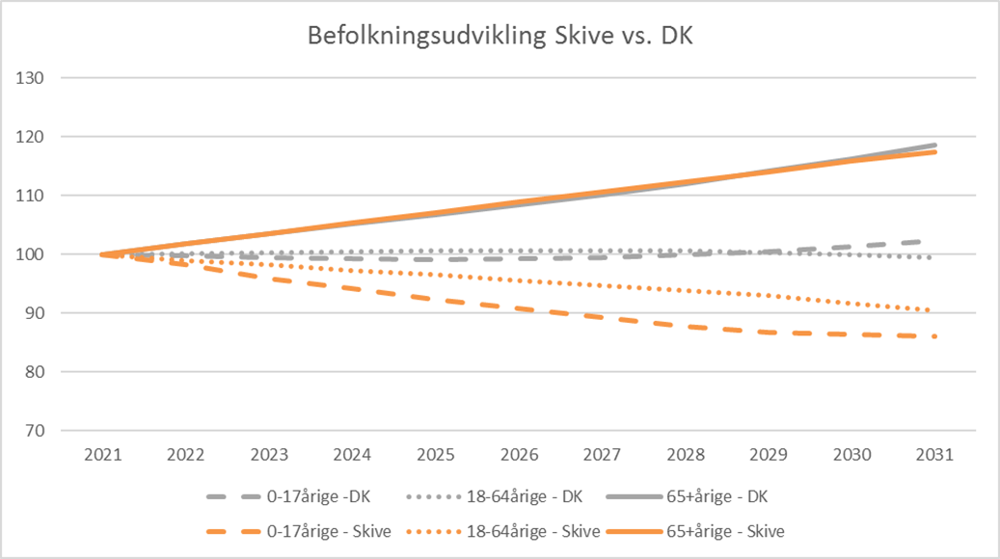 Befolkningsudvikling Skive vs. DK
130
120
110
100
90
80
70
2021 2022 2023 2024 2025 2026 2027 2028 2029 2030 2031
0-17årige -DK 18-64årige - DK 65+årige - DK
0-17årige - Skive 18-64årige - Skive 65+årige - Skive